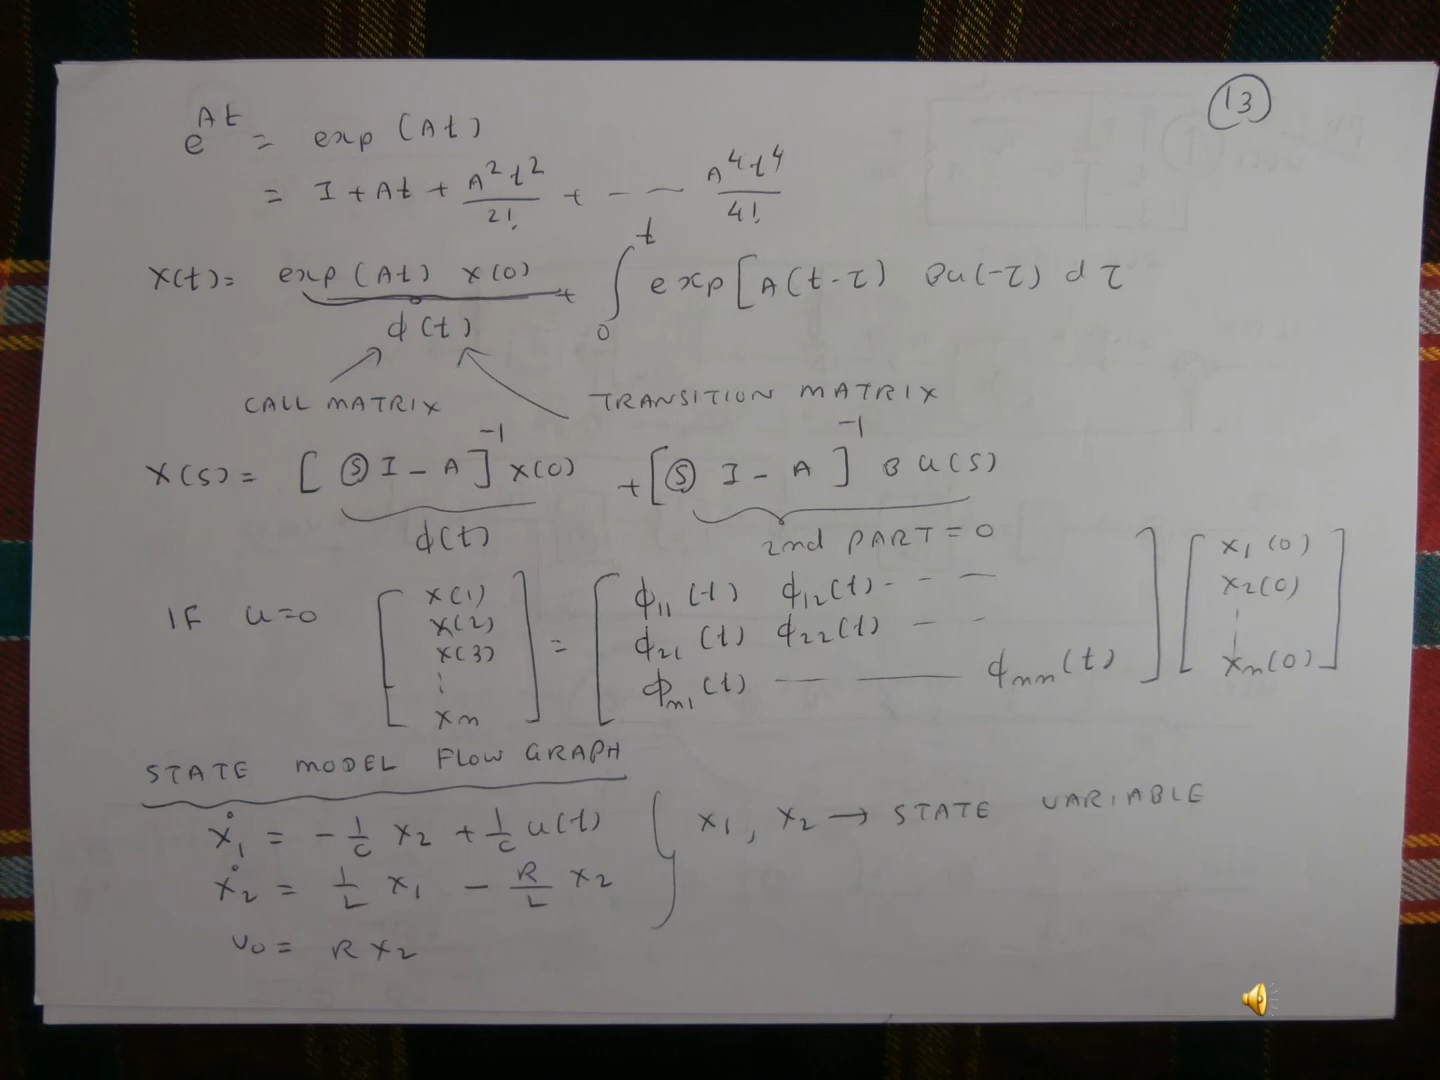 13
e^{At} = exp (At)
= I + At + A²t²/2! + - — A⁴t⁴/4!
X(t) = exp (At) x(0) + ∫₀ᵗ exp [A(t-τ) Bu(-τ) dτ
ϕ(t)
CALL MATRIX TRANSITION MATRIX
X(S) = [Ⓢ I - A]⁻¹ x(0) + [Ⓢ I - A]⁻¹ B u(S)
ϕ(t) 2nd PART = 0
IF u=0 [x(1) x(2) x(3) ⋮ xn] = [ϕ11 (t) ϕ12(t) - - — ϕ21 (t) ϕ22(t) — - ϕn1 (t) — — ϕnn (t)] [x1 (0) x2(0) ⋮ xn(0)]
STATE MODEL FLOW GRAPH
ẋ1 = - 1/C x2 + 1/C u(t) } x1, x2 → STATE VARIABLE
ẋ2 = 1/L x1 - R/L x2
v0 = R x2